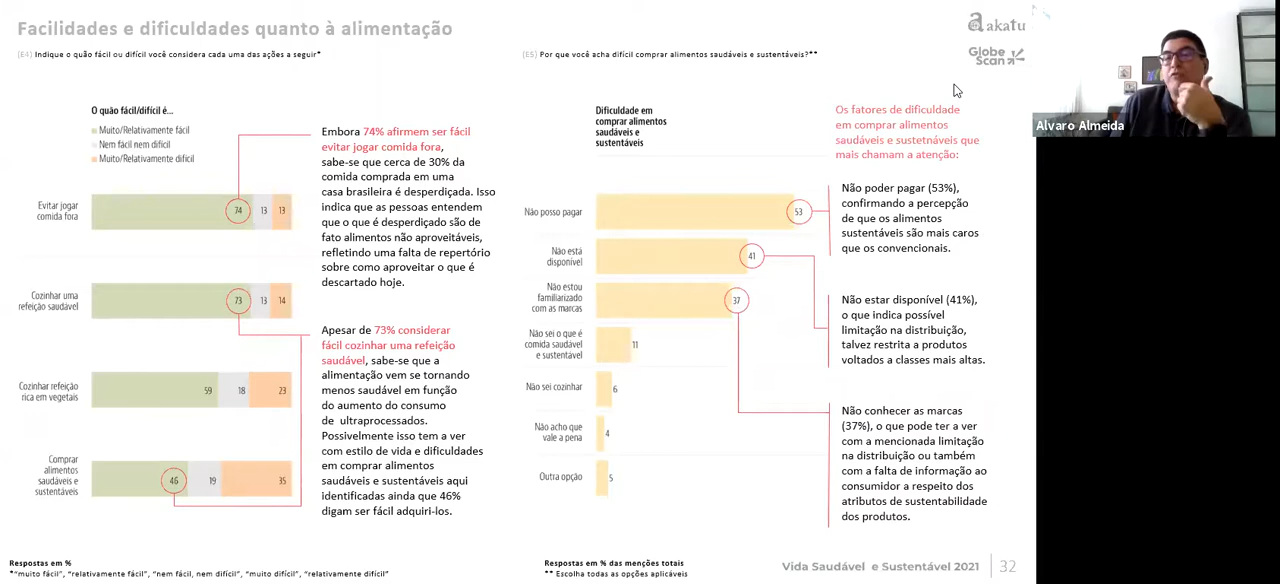 Facilidades e dificuldades quanto à alimentação
(E4) Indique o quão fácil ou difícil você considera cada uma das ações a seguir*
O quão fácil/difícil é...
Muito/Relativamente fácil
Nem fácil nem difícil
Muito/Relativamente difícil
Evitar jogar
comida fora
74 13 13
Cozinhar uma
refeição saudável
73 13 14
Cozinhar refeição
rica em vegetais
59 18 23
Comprar
alimentos
saudáveis e
sustentáveis
46 19 35
Embora 74% afirmem ser fácil
evitar jogar comida fora,
sabe-se que cerca de 30% da
comida comprada em uma
casa brasileira é desperdiçada. Isso
indica que as pessoas entendem
que o que é desperdiçado são de
fato alimentos não aproveitáveis,
refletindo uma falta de repertório
sobre como aproveitar o que é
descartado hoje.
Apesar de 73% considerar
fácil cozinhar uma refeição
saudável, sabe-se que a
alimentação vem se tornando
menos saudável em função
do aumento do consumo
de ultraprocessados.
Possivelmente isso tem a ver
com estilo de vida e dificuldades
em comprar alimentos
saudáveis e sustentáveis aqui
identificadas ainda que 46%
digam ser fácil adquiri-los.
Respostas em %
*"muito fácil", "relativamente fácil", "nem fácil, nem difícil", "muito difícil", "relativamente difícil"
(E5) Por que você acha difícil comprar alimentos saudáveis e sustentáveis?**
Dificuldade em
comprar alimentos
saudáveis e
sustentáveis
Não posso pagar
53
Não está
disponível
41
Não estou
familiarizado
com as marcas
37
Não sei o que é
comida saudável
e sustentável
11
Não sei cozinhar
6
Não acho que
vale a pena
4
Outra opção
5
Os fatores de dificuldade
em comprar alimentos
saudáveis e sustetnáveis que
mais chamam a atenção:
Não poder pagar (53%),
confirmando a percepção
de que os alimentos
sustentáveis são mais caros
que os convencionais.
Não estar disponível (41%),
o que indica possível
limitação na distribuição,
talvez restrita a produtos
voltados a classes mais altas.
Não conhecer as marcas
(37%), o que pode ter a ver
com a mencionada limitação
na distribuição ou também
com a falta de informação ao
consumidor a respeito dos
atributos de sustentabilidade
dos produtos.
Respostas em % das menções totais
** Escolha todas as opções aplicáveis
Vida Saudável e Sustentável 2021
32
akatu
Globe
Scan
Alvaro Almeida